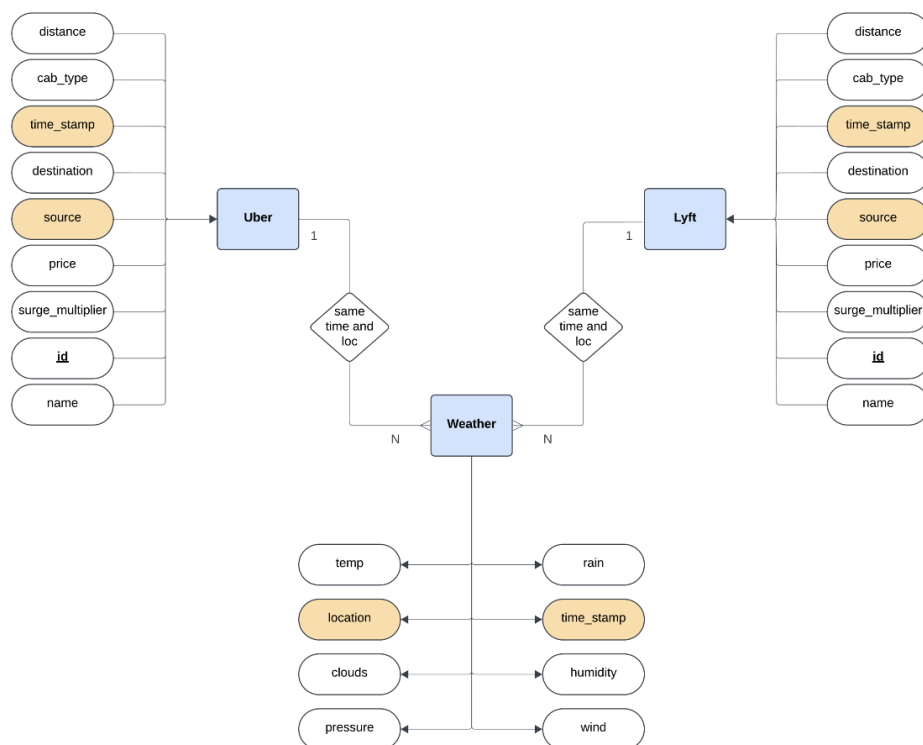 distance
cab_type
time_stamp
destination
source
price
surge_multiplier
id
name
Uber
1
same
time and
loc
N
Lyft
1
same
time and
loc
N
distance
cab_type
time_stamp
destination
source
price
surge_multiplier
id
name
Weather
temp
rain
location
time_stamp
clouds
humidity
pressure
wind